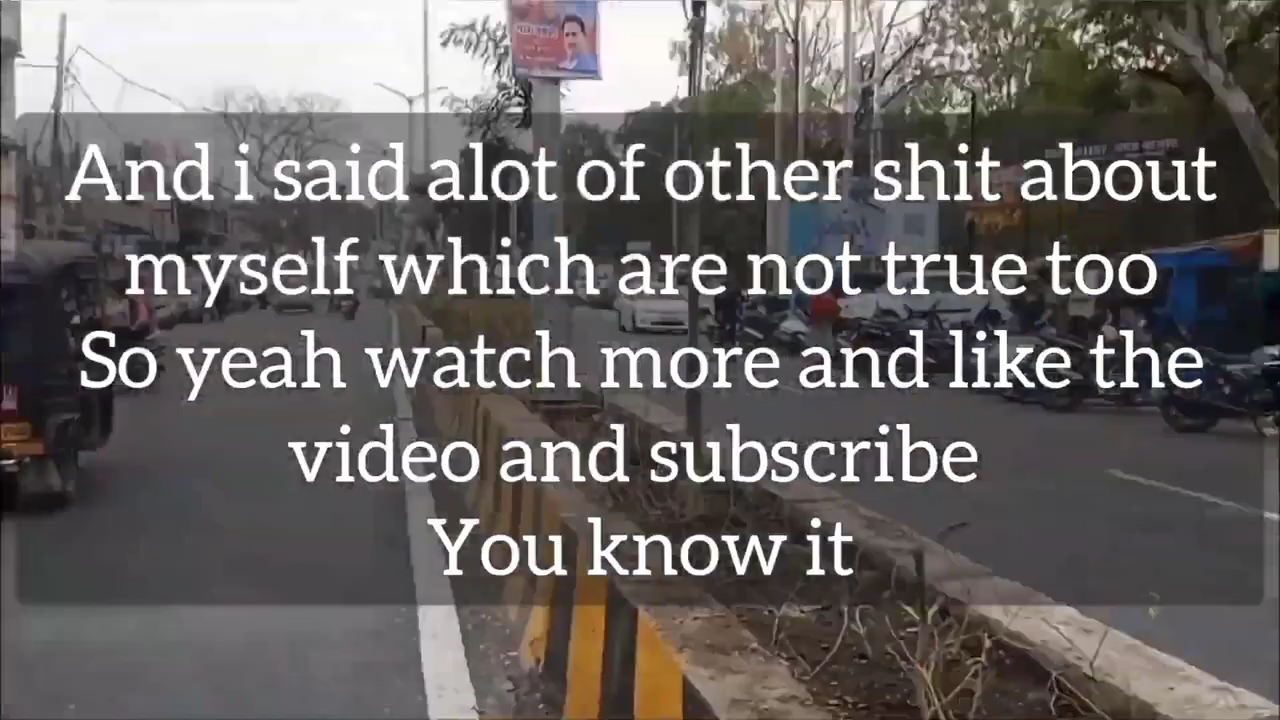 And i said alot of other shit about
myself which are not true too
So yeah watch more and like the
video and subscribe
You know it